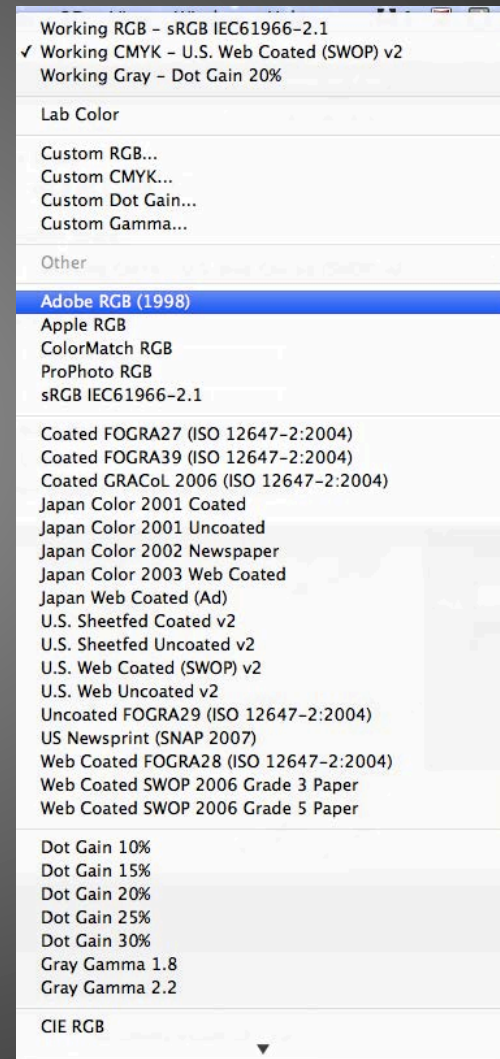 Working RGB – sRGB IEC61966-2.1
✓ Working CMYK – U.S. Web Coated (SWOP) v2
Working Gray – Dot Gain 20%
Lab Color
Custom RGB...
Custom CMYK...
Custom Dot Gain...
Custom Gamma...
Other
Adobe RGB (1998)
Apple RGB
ColorMatch RGB
ProPhoto RGB
sRGB IEC61966-2.1
Coated FOGRA27 (ISO 12647-2:2004)
Coated FOGRA39 (ISO 12647-2:2004)
Coated GRACoL 2006 (ISO 12647-2:2004)
Japan Color 2001 Coated
Japan Color 2001 Uncoated
Japan Color 2002 Newspaper
Japan Color 2003 Web Coated
Japan Web Coated (Ad)
U.S. Sheetfed Coated v2
U.S. Sheetfed Uncoated v2
U.S. Web Coated (SWOP) v2
U.S. Web Uncoated v2
Uncoated FOGRA29 (ISO 12647-2:2004)
US Newsprint (SNAP 2007)
Web Coated FOGRA28 (ISO 12647-2:2004)
Web Coated SWOP 2006 Grade 3 Paper
Web Coated SWOP 2006 Grade 5 Paper
Dot Gain 10%
Dot Gain 15%
Dot Gain 20%
Dot Gain 25%
Dot Gain 30%
Gray Gamma 1.8
Gray Gamma 2.2
CIE RGB